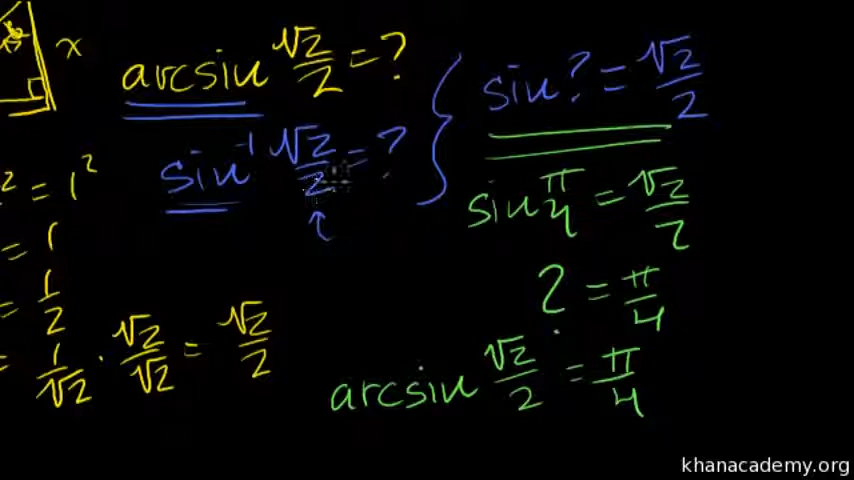 x
arcsin √2/2 = ?
sin⁻¹ √2/2 = ?
sin ? = √2/2
sin π/4 = √2/2
? = π/4
arcsin √2/2 = π/4
² = 1²
= 1
= 1/2
= 1/√2 · √2/√2 = √2/2
khanacademy.org